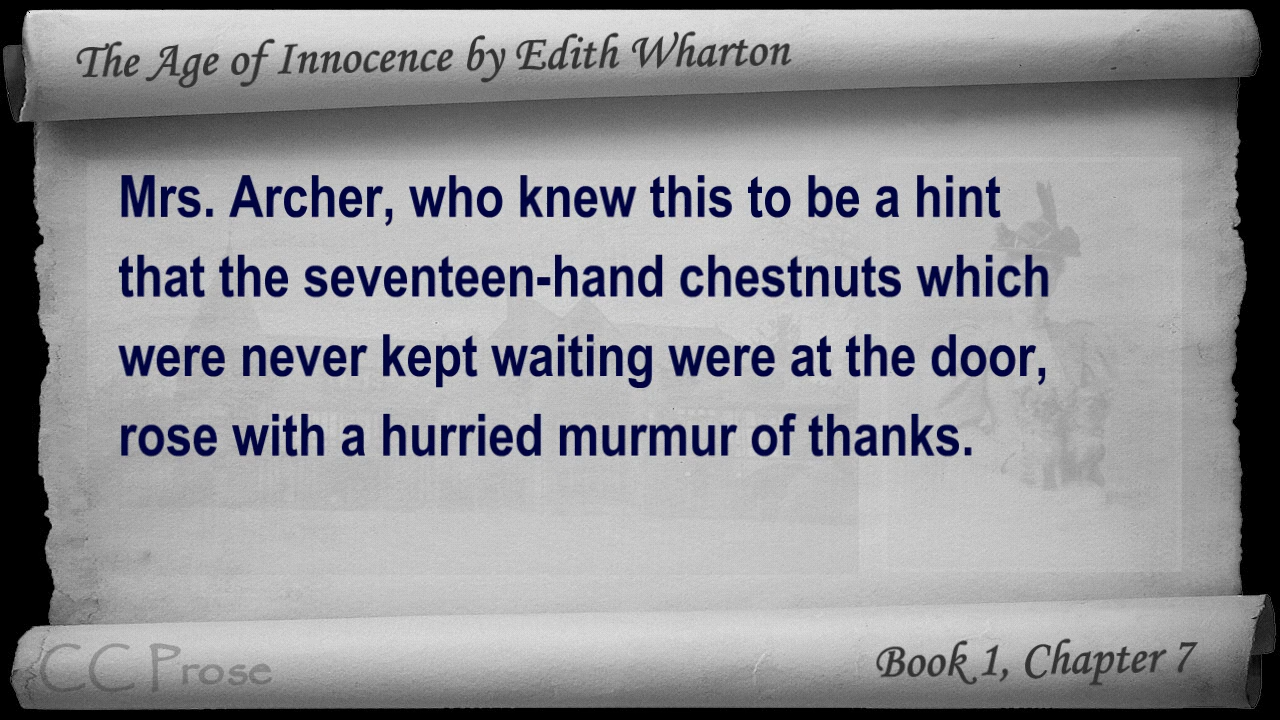 The Age of Innocence by Edith Wharton
Mrs. Archer, who knew this to be a hint
that the seventeen-hand chestnuts which
were never kept waiting were at the door,
rose with a hurried murmur of thanks.
CC Prose
Book 1, Chapter 7